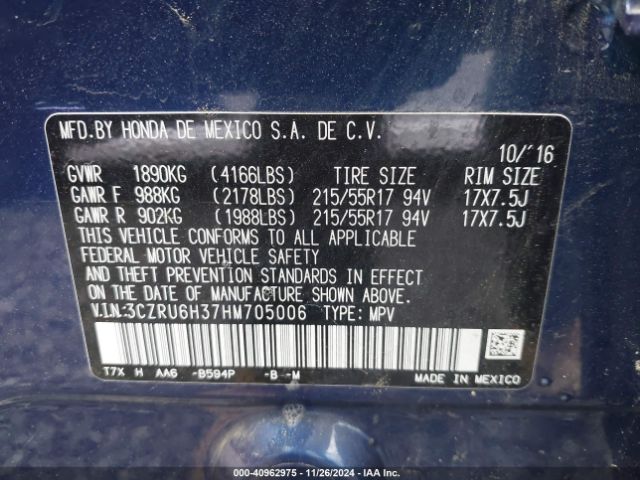 MFD.BY HONDA DE MEXICO S.A. DE C.V.
10/'16
GVWR 1890KG (4166LBS) TIRE SIZE RIM SIZE
GAWR F 988KG (2178LBS) 215/55R17 94V 17X7.5J
GAWR R 902KG (1988LBS) 215/55R17 94V 17X7.5J
THIS VEHICLE CONFORMS TO ALL APPLICABLE
FEDERAL MOTOR VEHICLE SAFETY
AND THEFT PREVENTION STANDARDS IN EFFECT
ON THE DATE OF MANUFACTURE SHOWN ABOVE.
V.I.N:3CZRU6H37HM705006 TYPE: MPV
T7X H AA6 -B594P -B -M
MADE IN MEXICO
000-40962975 - 11/26/2024 - IAA Inc.